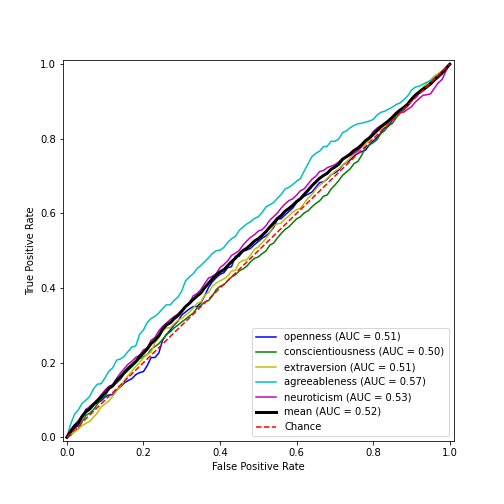 1.0
0.8
0.6
0.4
0.2
0.0
True Positive Rate
0.0 0.2 0.4 0.6 0.8 1.0
False Positive Rate
openness (AUC = 0.51)
conscientiousness (AUC = 0.50)
extraversion (AUC = 0.51)
agreeableness (AUC = 0.57)
neuroticism (AUC = 0.53)
mean (AUC = 0.52)
Chance